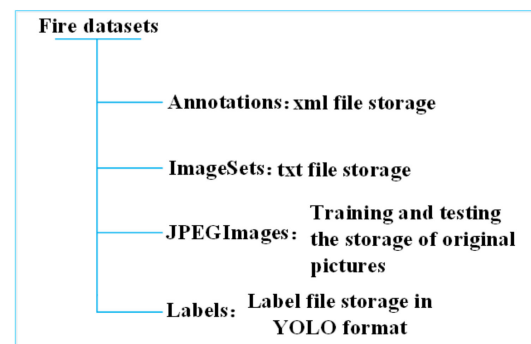 Fire datasets
Annotations: xml file storage
ImageSets: txt file storage
JPEGImages: Training and testing
the storage of original
pictures
Labels: Label file storage in
YOLO format